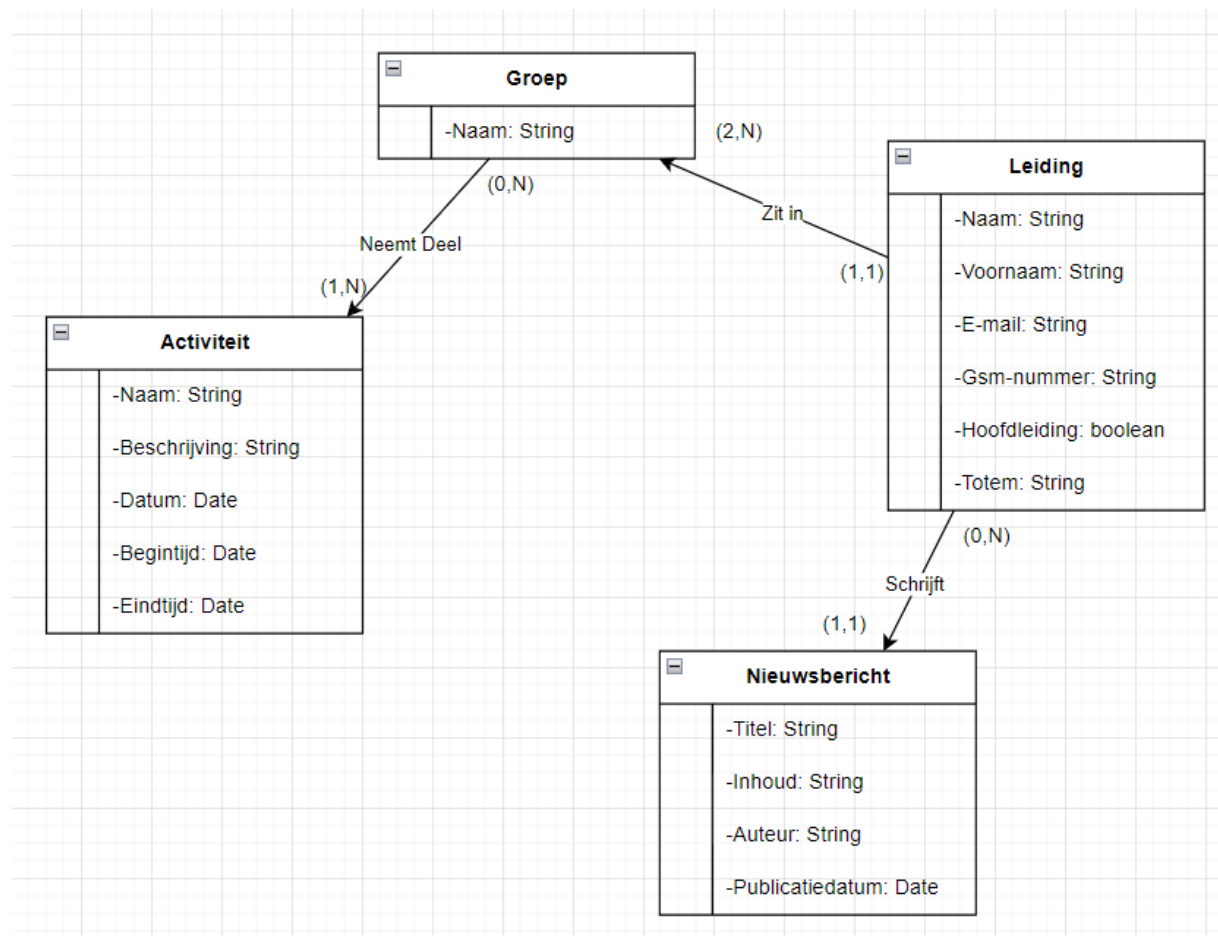 Groep
-Naam: String
(2,N)
(0,N)
Zit in
(1,1)
Leiding
-Naam: String
-Voornaam: String
-E-mail: String
-Gsm-nummer: String
-Hoofdleiding: boolean
-Totem: String
Neemt Deel
(1,N)
Activiteit
-Naam: String
-Beschrijving: String
-Datum: Date
-Begintijd: Date
-Eindtijd: Date
(0,N)
Schrijft
(1,1)
Nieuwsbericht
-Titel: String
-Inhoud: String
-Auteur: String
-Publicatiedatum: Date